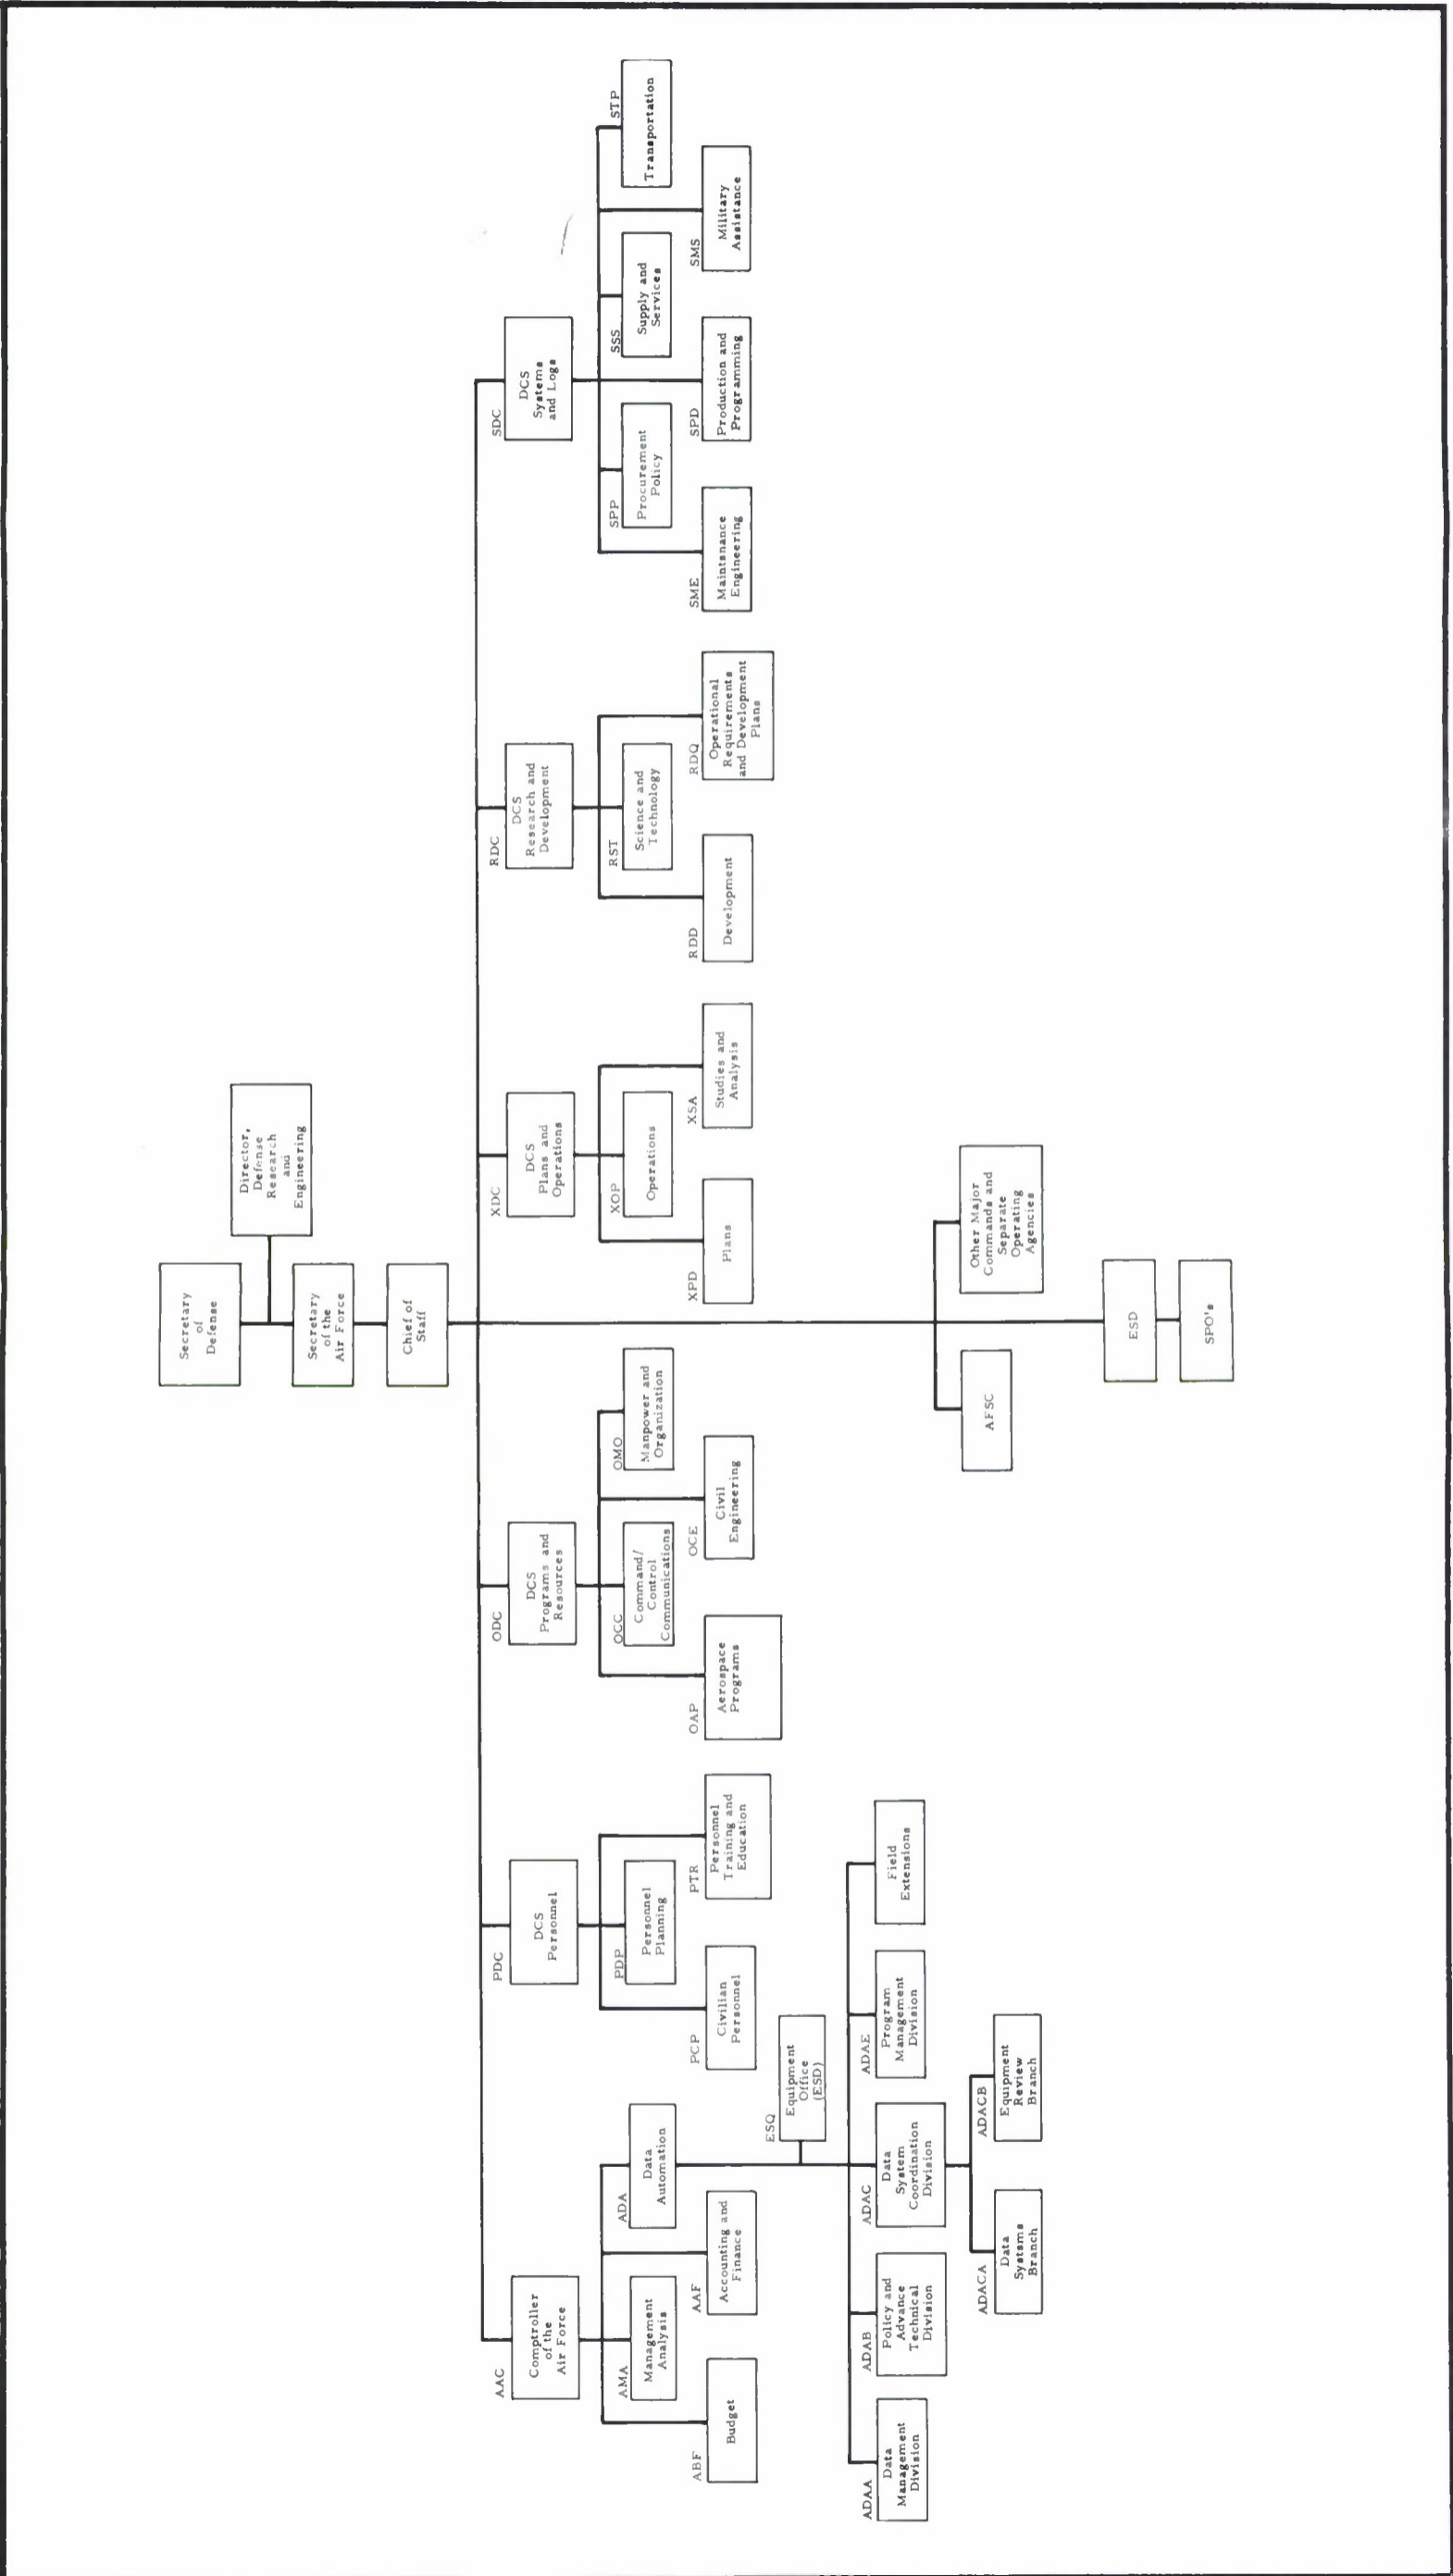 Secretary
of
Defense
Director,
Defense
Research
and
Engineering
Secretary
of the
Air Force
Chief of
Staff
AAC
Comptroller
of the
Air Force
PDC
DCS
Personnel
ODC
DCS
Programs and
Resources
XDC
DCS
Plans and
Operations
RDC
DCS
Research and
Development
SDC
DCS
Systems
and Logs
ABF
Budget
AMA
Management
Analysis
AAF
Accounting and
Finance
ADA
Data
Automation
PCP
Civilian
Personnel
PDP
Personnel
Planning
PTR
Personnel
Training and
Education
OAP
Aerospace
Programs
OCC
Command/
Control
Communications
OCE
Civil
Engineering
OMO
Manpower and
Organization
XPD
Plans
XOP
Operations
XSA
Studies and
Analysis
RDD
Development
RST
Science and
Technology
RDQ
Operational
Requirements
and Development
Plans
SME
Maintsnance
Engineering
SPP
Procurement
Policy
SPD
Production and
Programming
SSS
Supply and
Services
SMS
Military
Assistance
STP
Transportation
ESQ
Equipment
Office
(ESD)
ADAA
Data
Management
Division
ADAB
Policy and
Advance
Technical
Division
ADAC
Data
System
Coordination
Division
ADAE
Program
Management
Division
Field
Extensions
ADACA
Data
Systsms
Branch
ADACB
Equipment
Review
Branch
AFSC
Other Major
Commands and
Separate
Operating
Agencies
ESD
SPO's